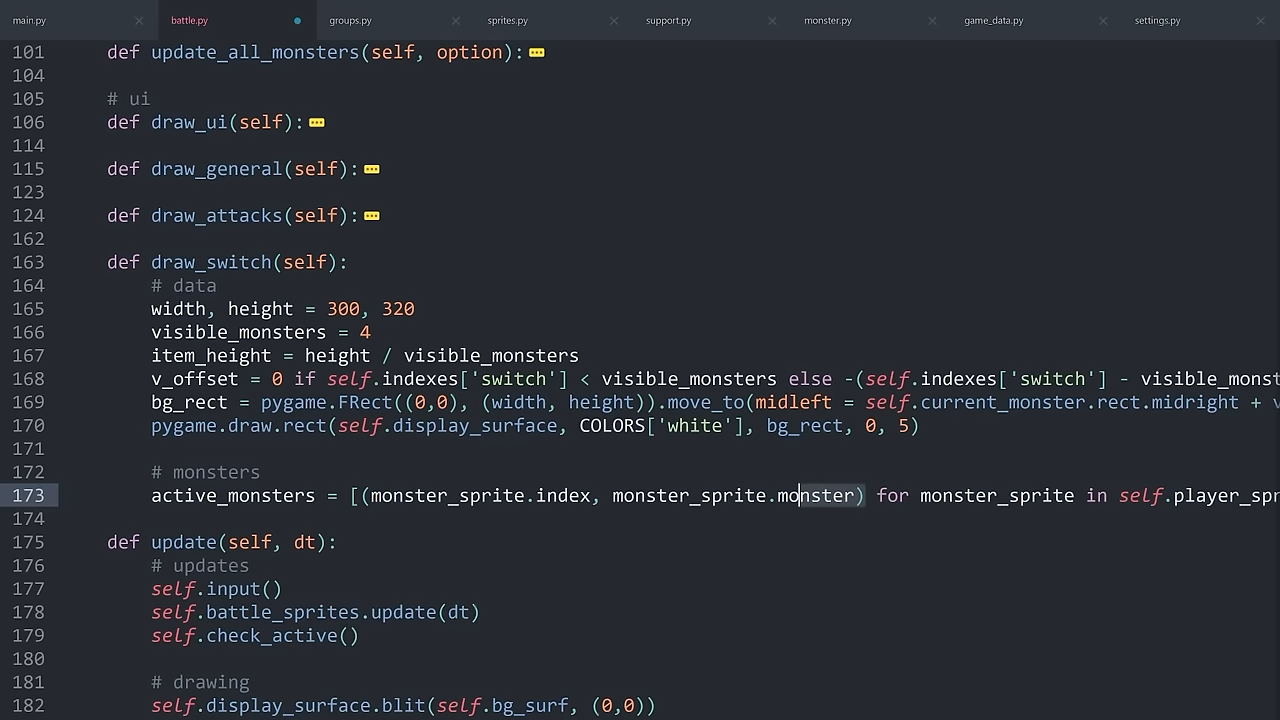 main.py battle.py groups.py sprites.py support.py monster.py game_data.py settings.py
101 def update_all_monsters(self, option):
104
105 # ui
106 def draw_ui(self):
114
115 def draw_general(self):
123
124 def draw_attacks(self):
162
163 def draw_switch(self):
164 # data
165 width, height = 300, 320
166 visible_monsters = 4
167 item_height = height / visible_monsters
168 v_offset = 0 if self.indexes['switch'] < visible_monsters else -(self.indexes['switch'] - visible_monst
169 bg_rect = pygame.FRect((0,0), (width, height)).move_to(midleft = self.current_monster.rect.midright + v
170 pygame.draw.rect(self.display_surface, COLORS['white'], bg_rect, 0, 5)
171
172 # monsters
173 active_monsters = [(monster_sprite.index, monster_sprite.monster) for monster_sprite in self.player_spr
174
175 def update(self, dt):
176 # updates
177 self.input()
178 self.battle_sprites.update(dt)
179 self.check_active()
180
181 # drawing
182 self.display_surface.blit(self.bg_surf, (0,0))